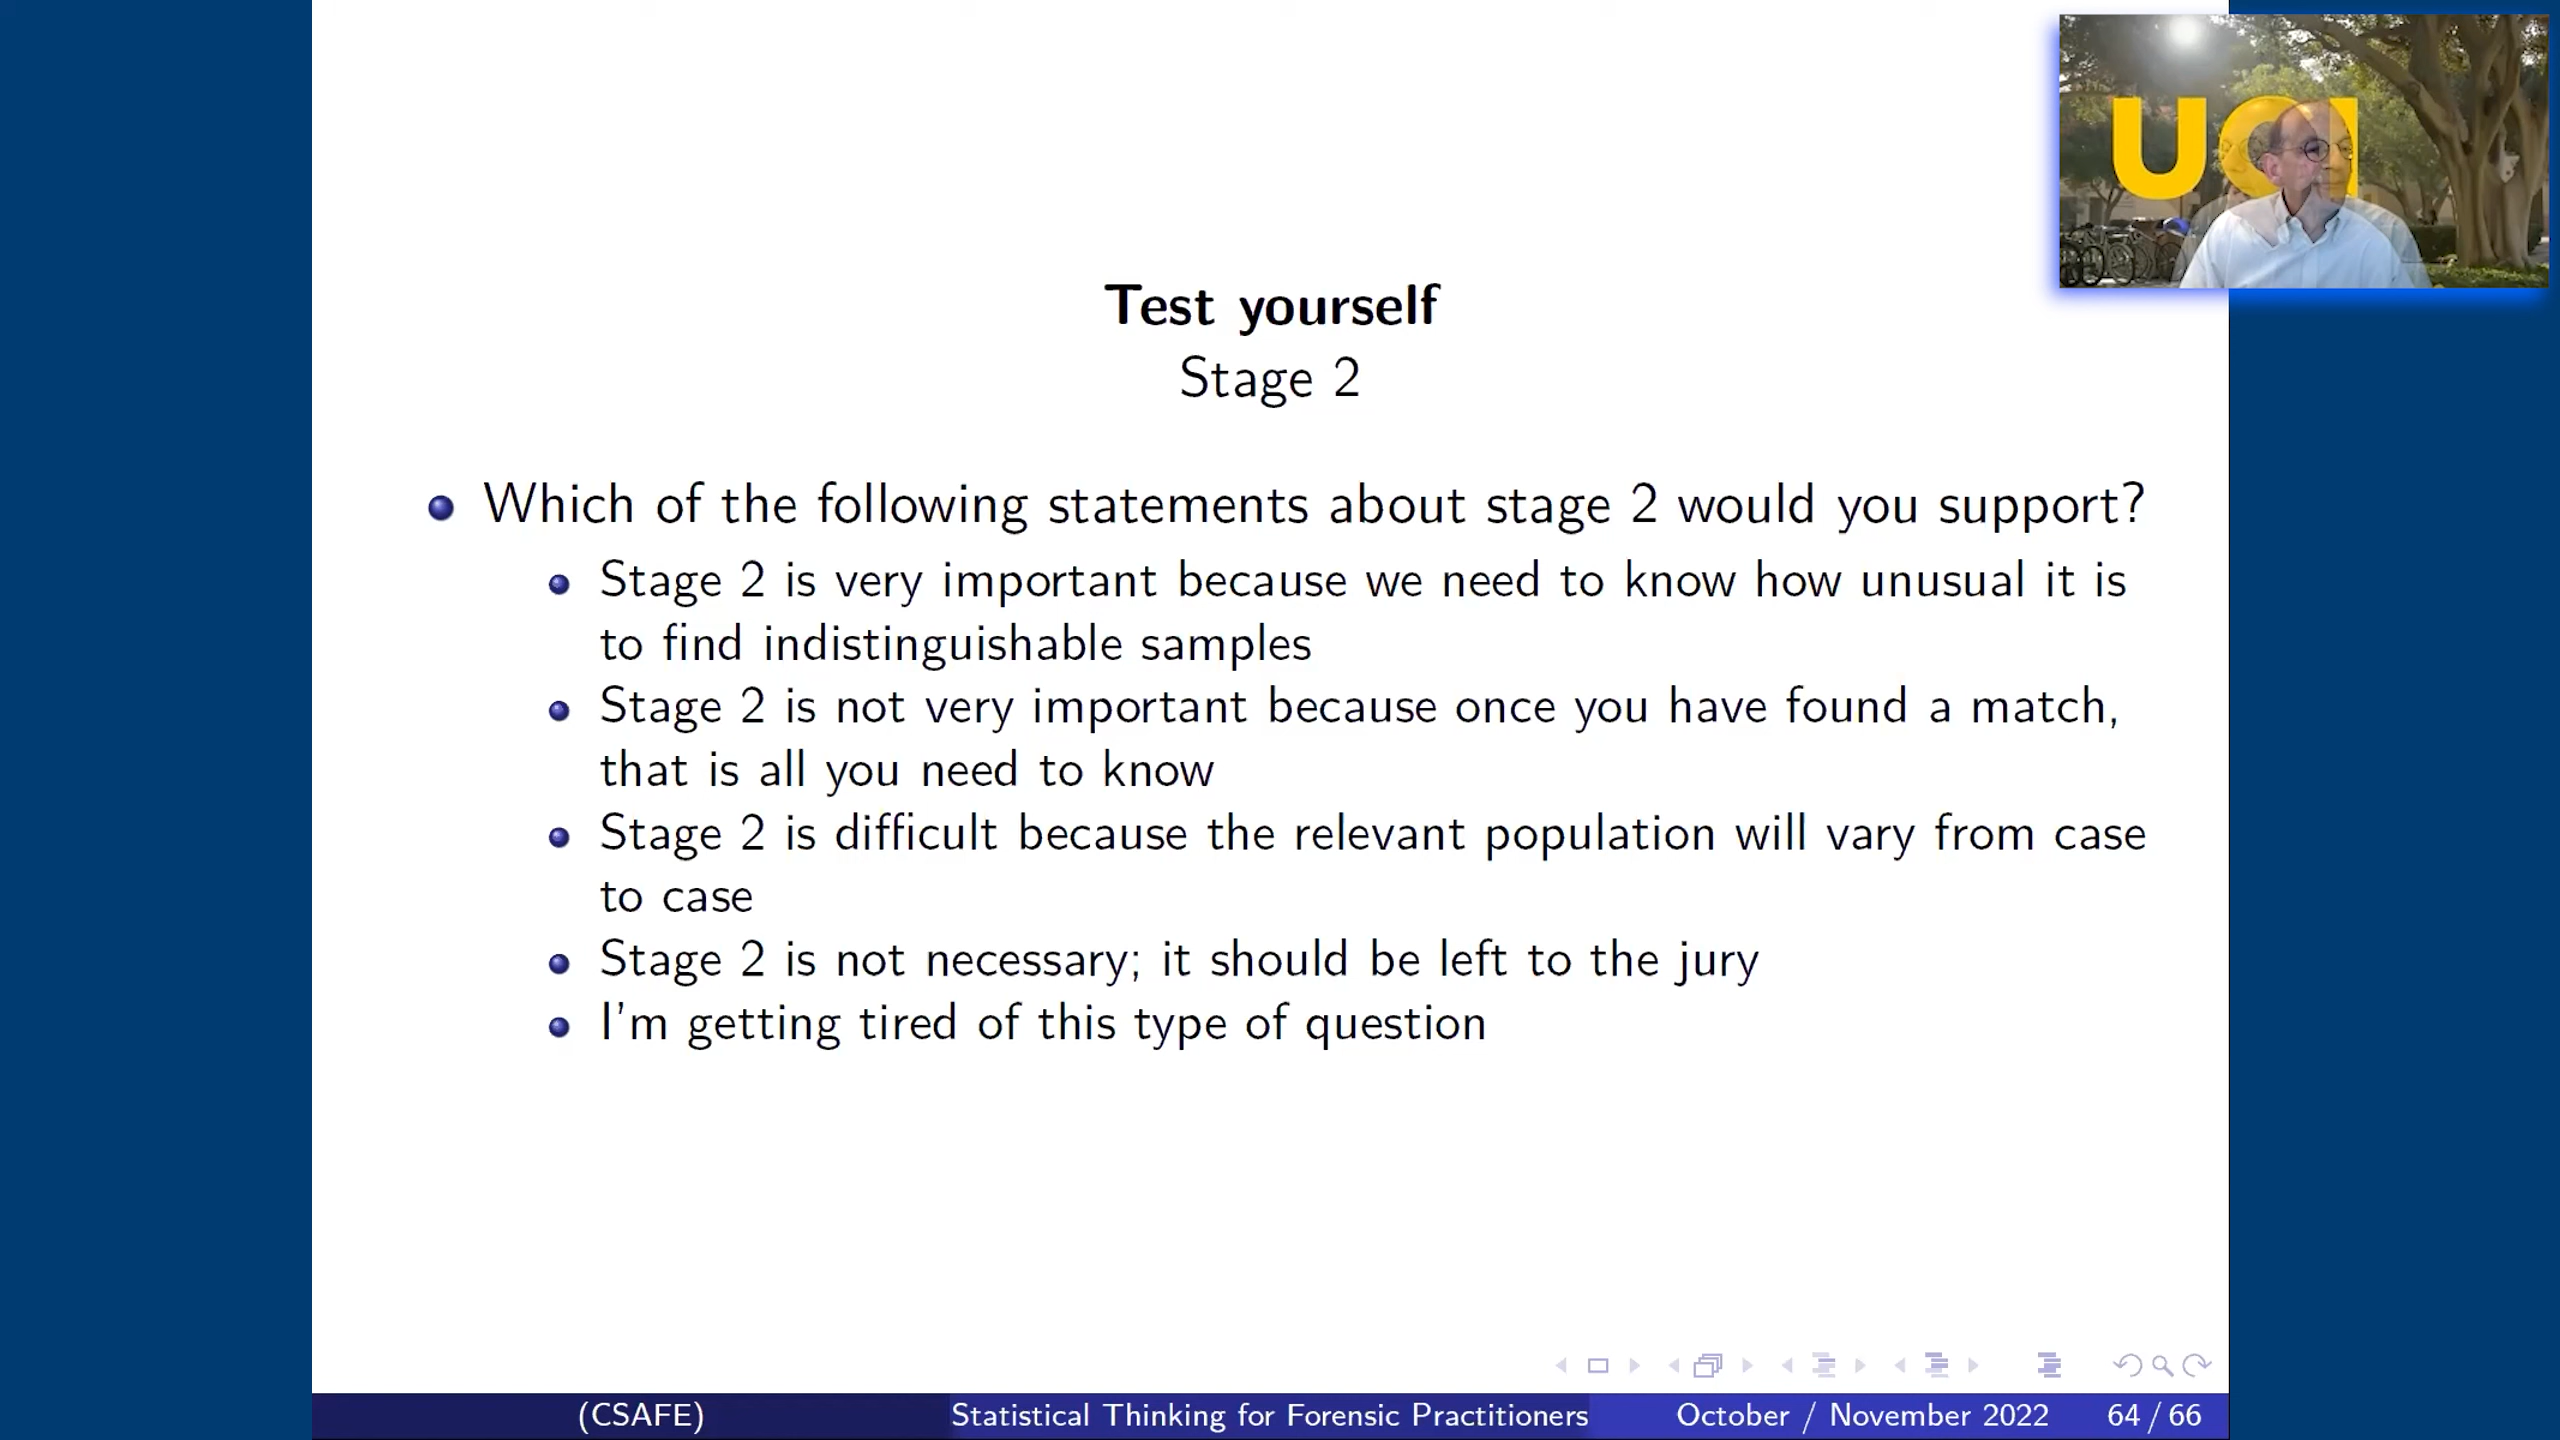 UCI
Test yourself
Stage 2
Which of the following statements about stage 2 would you support?
Stage 2 is very important because we need to know how unusual it is
to find indistinguishable samples
Stage 2 is not very important because once you have found a match,
that is all you need to know
Stage 2 is difficult because the relevant population will vary from case
to case
Stage 2 is not necessary; it should be left to the jury
I'm getting tired of this type of question
(CSAFE) Statistical Thinking for Forensic Practitioners October / November 2022 64 / 66